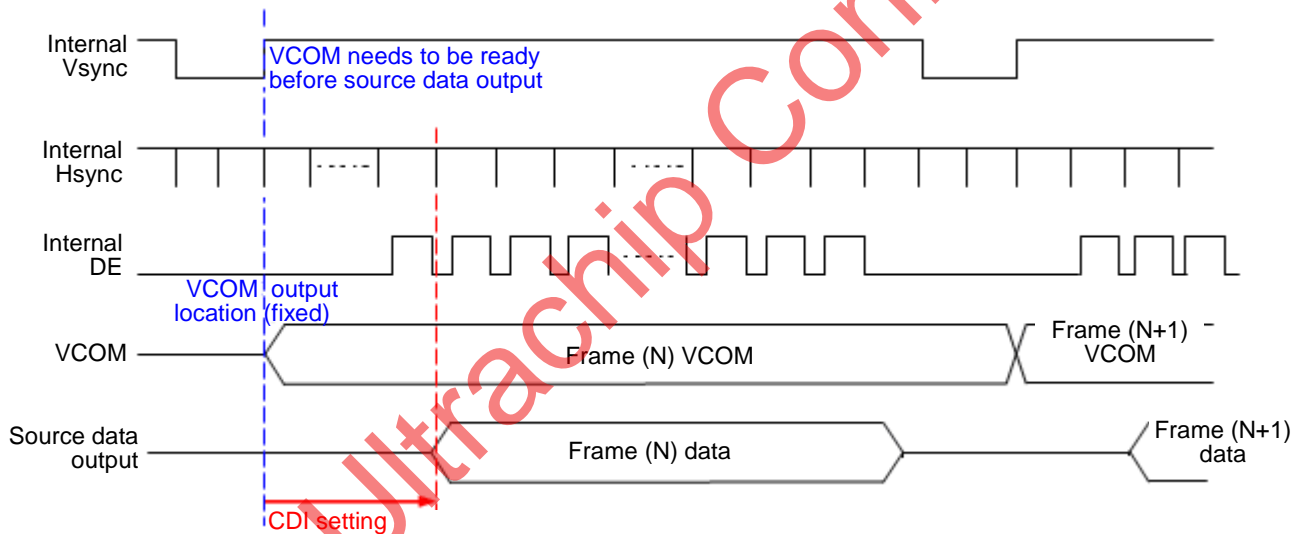 Internal
Vsync
VCOM needs to be ready
before source data output
Internal
Hsync
Internal
DE
VCOM output
location (fixed)
VCOM
Frame (N) VCOM
Frame (N+1)
VCOM
Source data
output
Frame (N) data
Frame (N+1)
data
CDI setting
Ultrachip